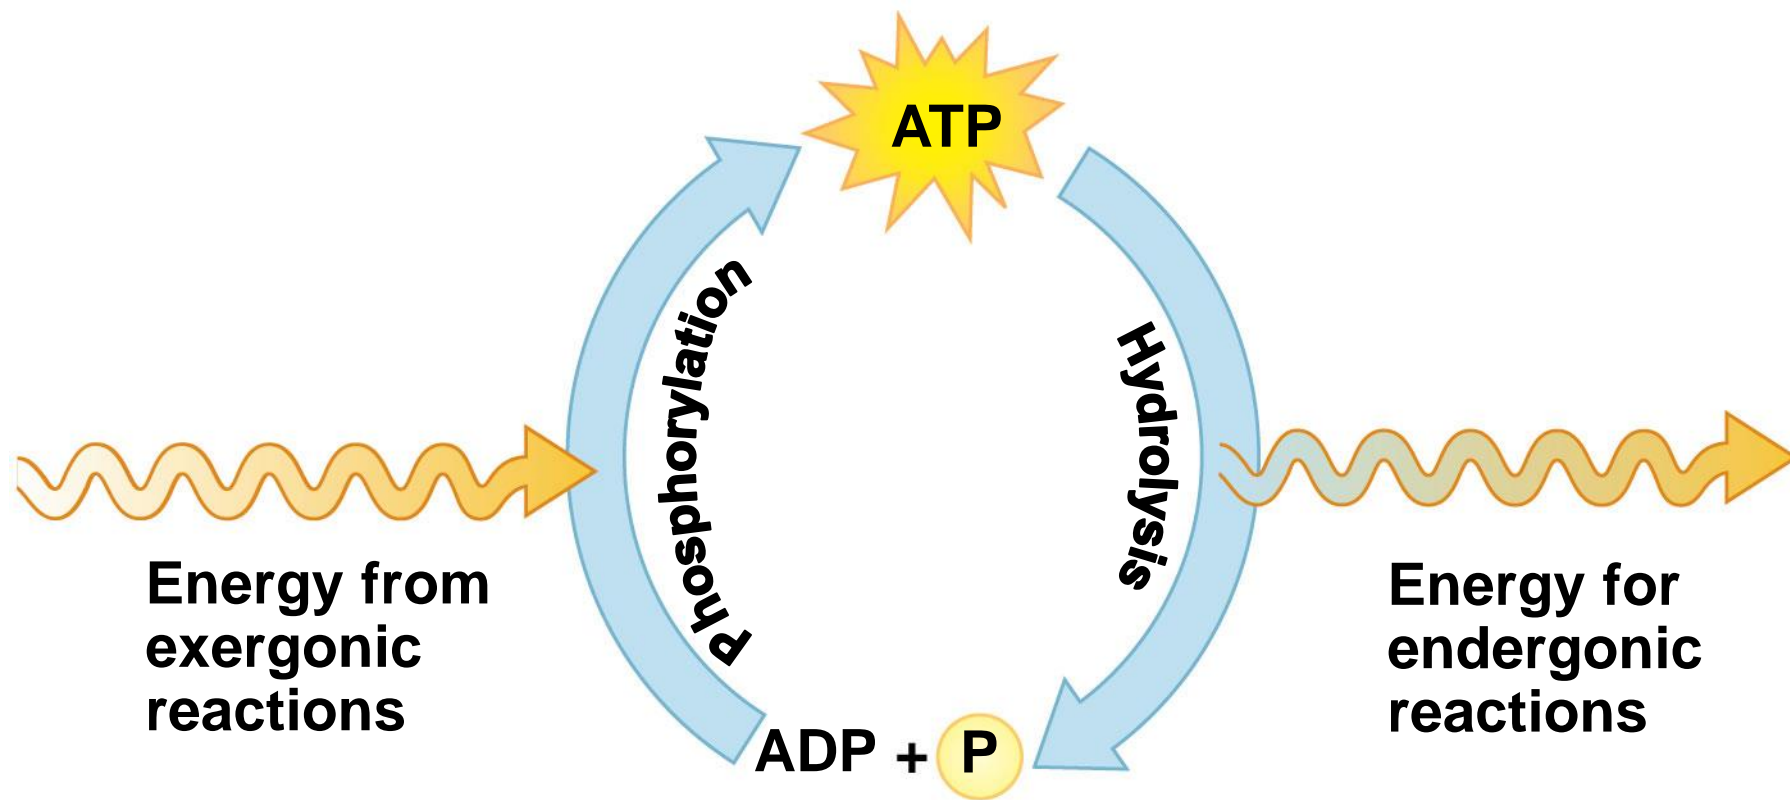 ATP
Phosphorylation
Hydrolysis
Energy from
exergonic
reactions
Energy for
endergonic
reactions
ADP + P